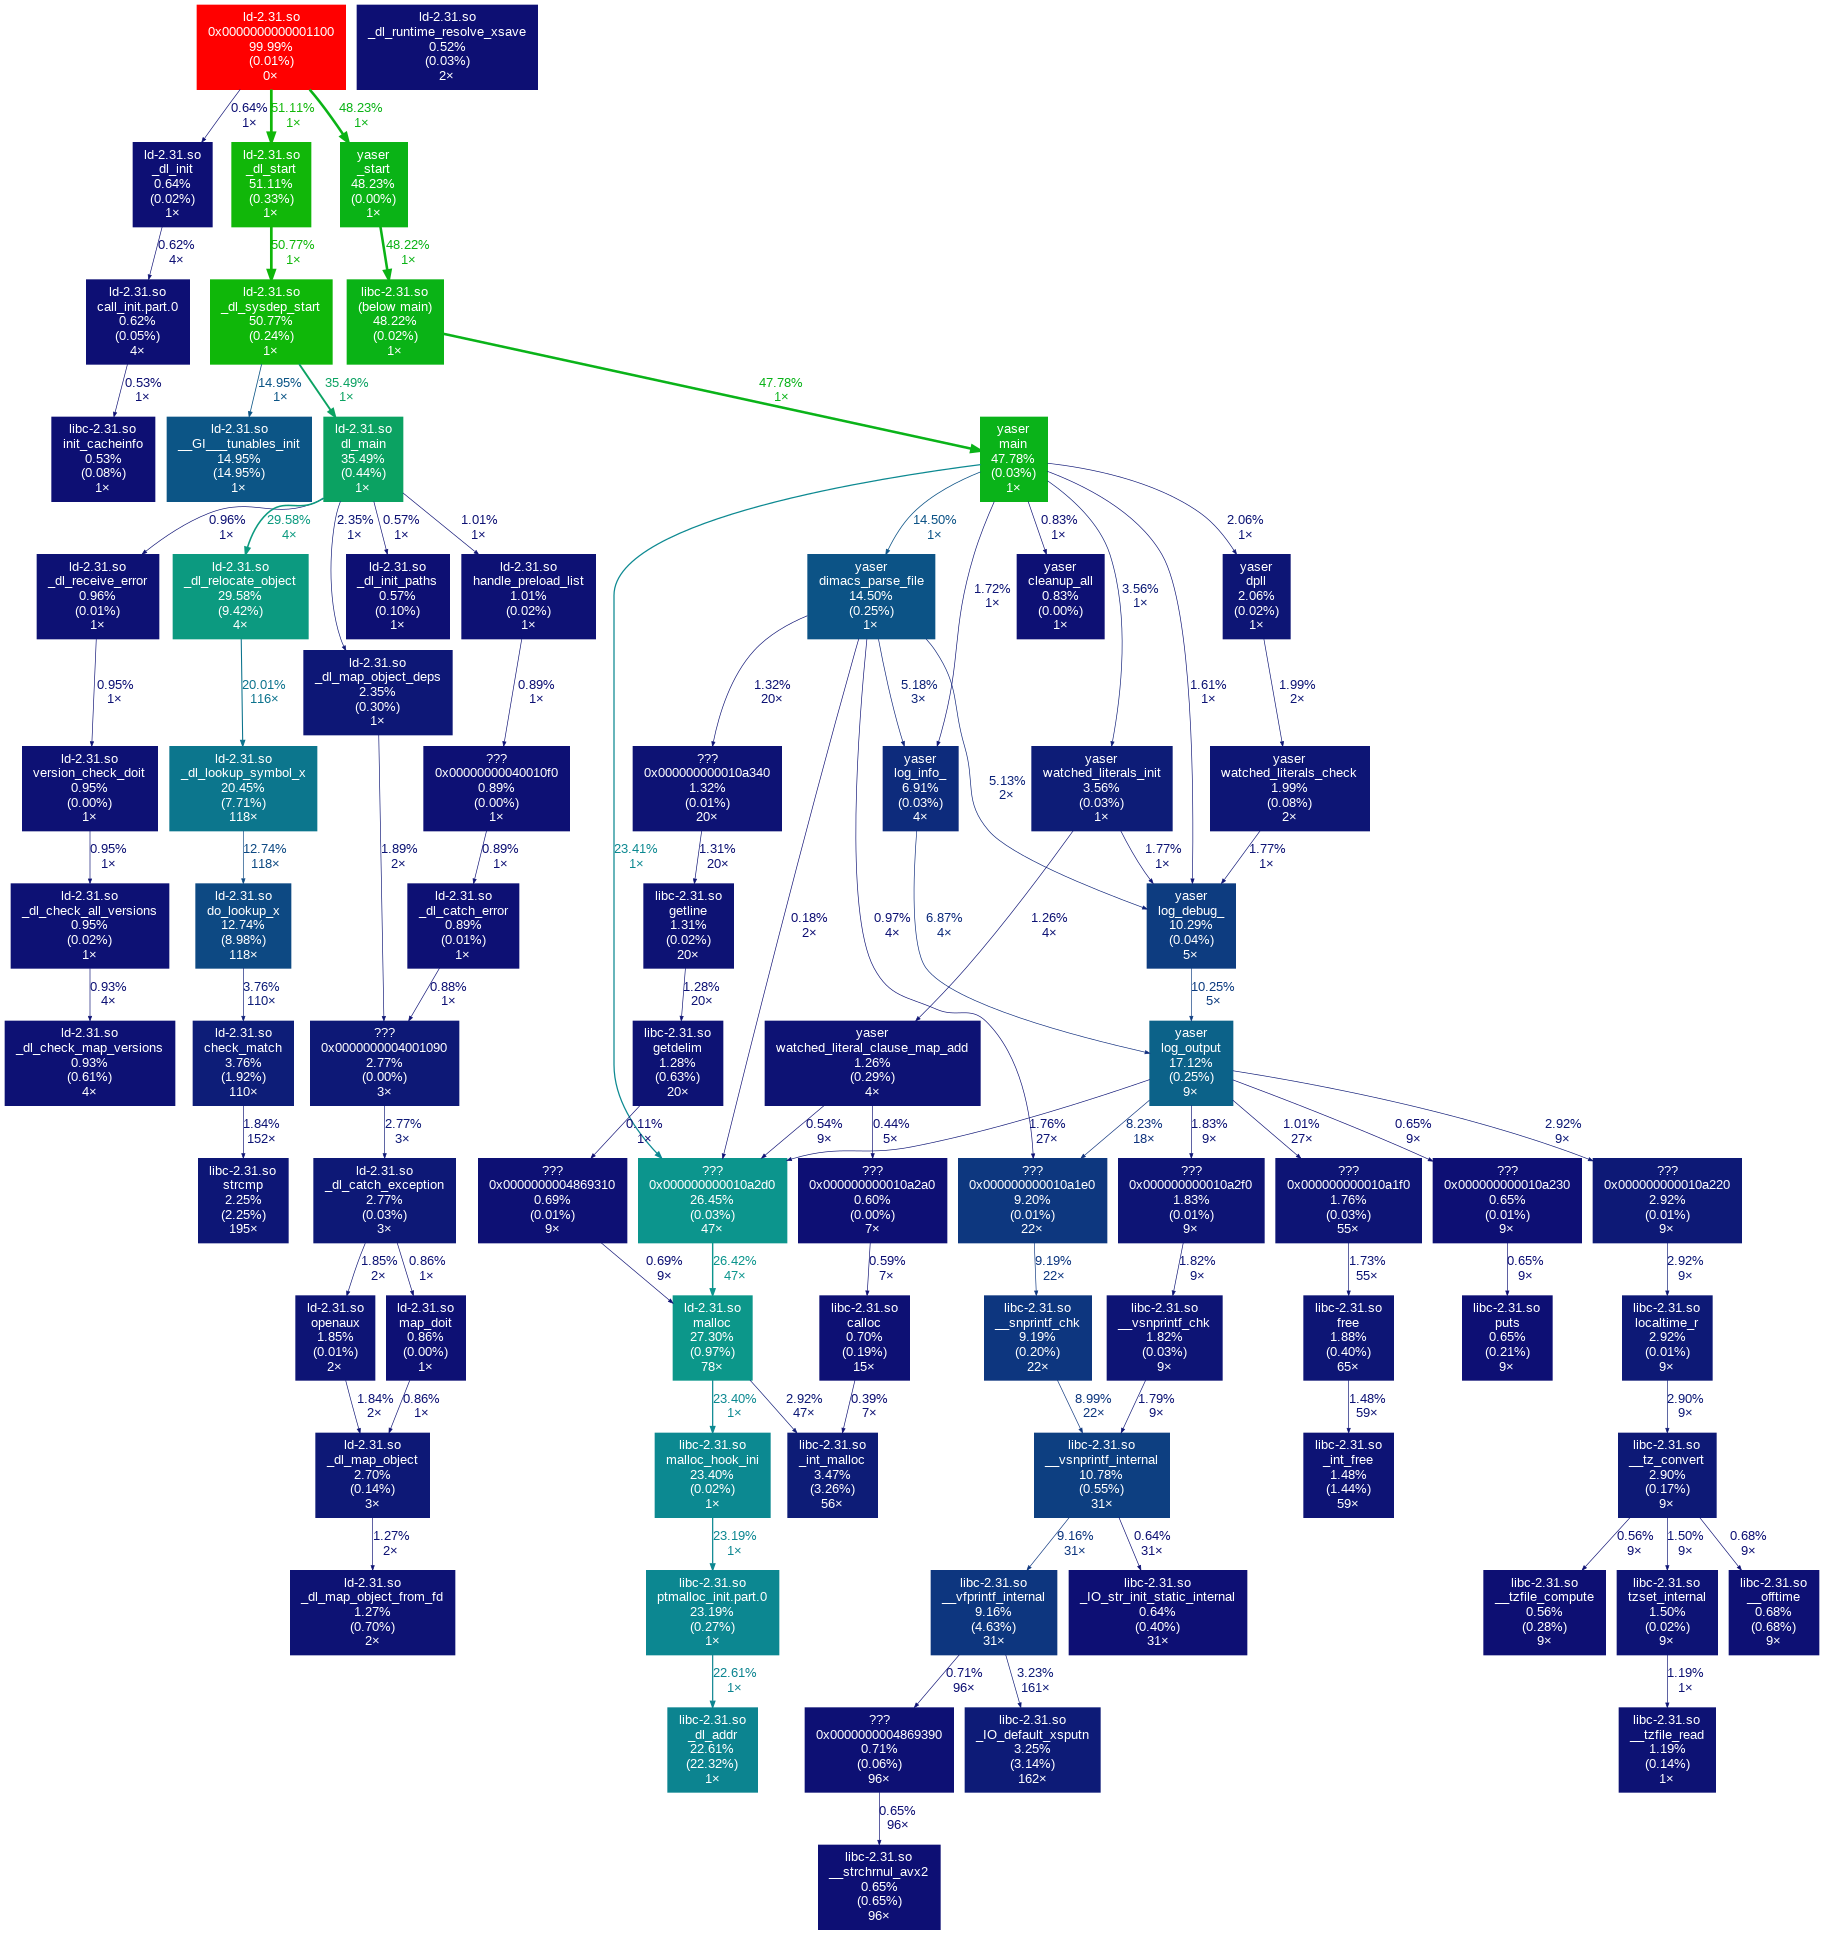 ld-2.31.so
0x0000000000001100
99.99%
(0.01%)
0×
ld-2.31.so
_dl_runtime_resolve_xsave
0.52%
(0.03%)
2×
0.64%
1×
51.11%
1×
48.23%
1×
ld-2.31.so
_dl_init
0.64%
(0.02%)
1×
ld-2.31.so
_dl_start
51.11%
(0.33%)
1×
yaser
_start
48.23%
(0.00%)
1×
0.62%
4×
50.77%
1×
48.22%
1×
ld-2.31.so
call_init.part.0
0.62%
(0.05%)
4×
ld-2.31.so
_dl_sysdep_start
50.77%
(0.24%)
1×
libc-2.31.so
(below main)
48.22%
(0.02%)
1×
0.53%
1×
14.95%
1×
35.49%
1×
47.78%
1×
libc-2.31.so
init_cacheinfo
0.53%
(0.08%)
1×
ld-2.31.so
__GI___tunables_init
14.95%
(14.95%)
1×
ld-2.31.so
dl_main
35.49%
(0.44%)
1×
yaser
main
47.78%
(0.03%)
1×
0.96%
1×
29.58%
4×
2.35%
1×
0.57%
1×
1.01%
1×
14.50%
1×
0.83%
1×
2.06%
1×
ld-2.31.so
_dl_receive_error
0.96%
(0.01%)
1×
ld-2.31.so
_dl_relocate_object
29.58%
(9.42%)
4×
ld-2.31.so
_dl_init_paths
0.57%
(0.10%)
1×
ld-2.31.so
handle_preload_list
1.01%
(0.02%)
1×
yaser
dimacs_parse_file
14.50%
(0.25%)
1×
1.72%
1×
yaser
cleanup_all
0.83%
(0.00%)
1×
3.56%
1×
yaser
dpll
2.06%
(0.02%)
1×
ld-2.31.so
_dl_map_object_deps
2.35%
(0.30%)
1×
0.95%
1×
20.01%
116×
0.89%
1×
1.32%
20×
5.18%
3×
1.61%
1×
1.99%
2×
ld-2.31.so
version_check_doit
0.95%
(0.00%)
1×
ld-2.31.so
_dl_lookup_symbol_x
20.45%
(7.71%)
118×
???
0x00000000040010f0
0.89%
(0.00%)
1×
???
0x000000000010a340
1.32%
(0.01%)
20×
yaser
log_info_
6.91%
(0.03%)
4×
5.13%
2×
yaser
watched_literals_init
3.56%
(0.03%)
1×
yaser
watched_literals_check
1.99%
(0.08%)
2×
0.95%
1×
12.74%
118×
1.89%
2×
0.89%
1×
23.41%
1×
1.31%
20×
1.77%
1×
1.77%
1×
ld-2.31.so
_dl_check_all_versions
0.95%
(0.02%)
1×
ld-2.31.so
do_lookup_x
12.74%
(8.98%)
118×
ld-2.31.so
_dl_catch_error
0.89%
(0.01%)
1×
libc-2.31.so
getline
1.31%
(0.02%)
20×
0.18%
2×
0.97%
4×
6.87%
4×
1.26%
4×
yaser
log_debug_
10.29%
(0.04%)
5×
0.93%
4×
3.76%
110×
0.88%
1×
1.28%
20×
10.25%
5×
ld-2.31.so
_dl_check_map_versions
0.93%
(0.61%)
4×
ld-2.31.so
check_match
3.76%
(1.92%)
110×
???
0x0000000004001090
2.77%
(0.00%)
3×
libc-2.31.so
getdelim
1.28%
(0.63%)
20×
yaser
watched_literal_clause_map_add
1.26%
(0.29%)
4×
yaser
log_output
17.12%
(0.25%)
9×
1.84%
152×
2.77%
3×
0.11%
1×
0.54%
9×
0.44%
5×
1.76%
27×
8.23%
18×
1.83%
9×
1.01%
27×
0.65%
9×
2.92%
9×
libc-2.31.so
strcmp
2.25%
(2.25%)
195×
ld-2.31.so
_dl_catch_exception
2.77%
(0.03%)
3×
???
0x0000000004869310
0.69%
(0.01%)
9×
???
0x000000000010a2d0
26.45%
(0.03%)
47×
???
0x000000000010a2a0
0.60%
(0.00%)
7×
???
0x000000000010a1e0
9.20%
(0.01%)
22×
???
0x000000000010a2f0
1.83%
(0.01%)
9×
???
0x000000000010a1f0
1.76%
(0.03%)
55×
???
0x000000000010a230
0.65%
(0.01%)
9×
???
0x000000000010a220
2.92%
(0.01%)
9×
1.85%
2×
0.86%
1×
0.69%
9×
26.42%
47×
0.59%
7×
9.19%
22×
1.82%
9×
1.73%
55×
0.65%
9×
2.92%
9×
ld-2.31.so
openaux
1.85%
(0.01%)
2×
ld-2.31.so
map_doit
0.86%
(0.00%)
1×
ld-2.31.so
malloc
27.30%
(0.97%)
78×
libc-2.31.so
calloc
0.70%
(0.19%)
15×
libc-2.31.so
__snprintf_chk
9.19%
(0.20%)
22×
libc-2.31.so
__vsnprintf_chk
1.82%
(0.03%)
9×
libc-2.31.so
free
1.88%
(0.40%)
65×
libc-2.31.so
puts
0.65%
(0.21%)
9×
libc-2.31.so
localtime_r
2.92%
(0.01%)
9×
1.84%
2×
0.86%
1×
23.40%
1×
2.92%
47×
0.39%
7×
8.99%
22×
1.79%
9×
1.48%
59×
2.90%
9×
ld-2.31.so
_dl_map_object
2.70%
(0.14%)
3×
libc-2.31.so
malloc_hook_ini
23.40%
(0.02%)
1×
libc-2.31.so
_int_malloc
3.47%
(3.26%)
56×
libc-2.31.so
__vsnprintf_internal
10.78%
(0.55%)
31×
libc-2.31.so
_int_free
1.48%
(1.44%)
59×
libc-2.31.so
__tz_convert
2.90%
(0.17%)
9×
1.27%
2×
23.19%
1×
9.16%
31×
0.64%
31×
0.56%
9×
1.50%
9×
0.68%
9×
ld-2.31.so
_dl_map_object_from_fd
1.27%
(0.70%)
2×
libc-2.31.so
ptmalloc_init.part.0
23.19%
(0.27%)
1×
libc-2.31.so
__vfprintf_internal
9.16%
(4.63%)
31×
libc-2.31.so
_IO_str_init_static_internal
0.64%
(0.40%)
31×
libc-2.31.so
__tzfile_compute
0.56%
(0.28%)
9×
libc-2.31.so
tzset_internal
1.50%
(0.02%)
9×
libc-2.31.so
__offtime
0.68%
(0.68%)
9×
22.61%
1×
0.71%
96×
3.23%
161×
1.19%
1×
libc-2.31.so
_dl_addr
22.61%
(22.32%)
1×
???
0x0000000004869390
0.71%
(0.06%)
96×
libc-2.31.so
_IO_default_xsputn
3.25%
(3.14%)
162×
libc-2.31.so
__tzfile_read
1.19%
(0.14%)
1×
0.65%
96×
libc-2.31.so
__strchrnul_avx2
0.65%
(0.65%)
96×